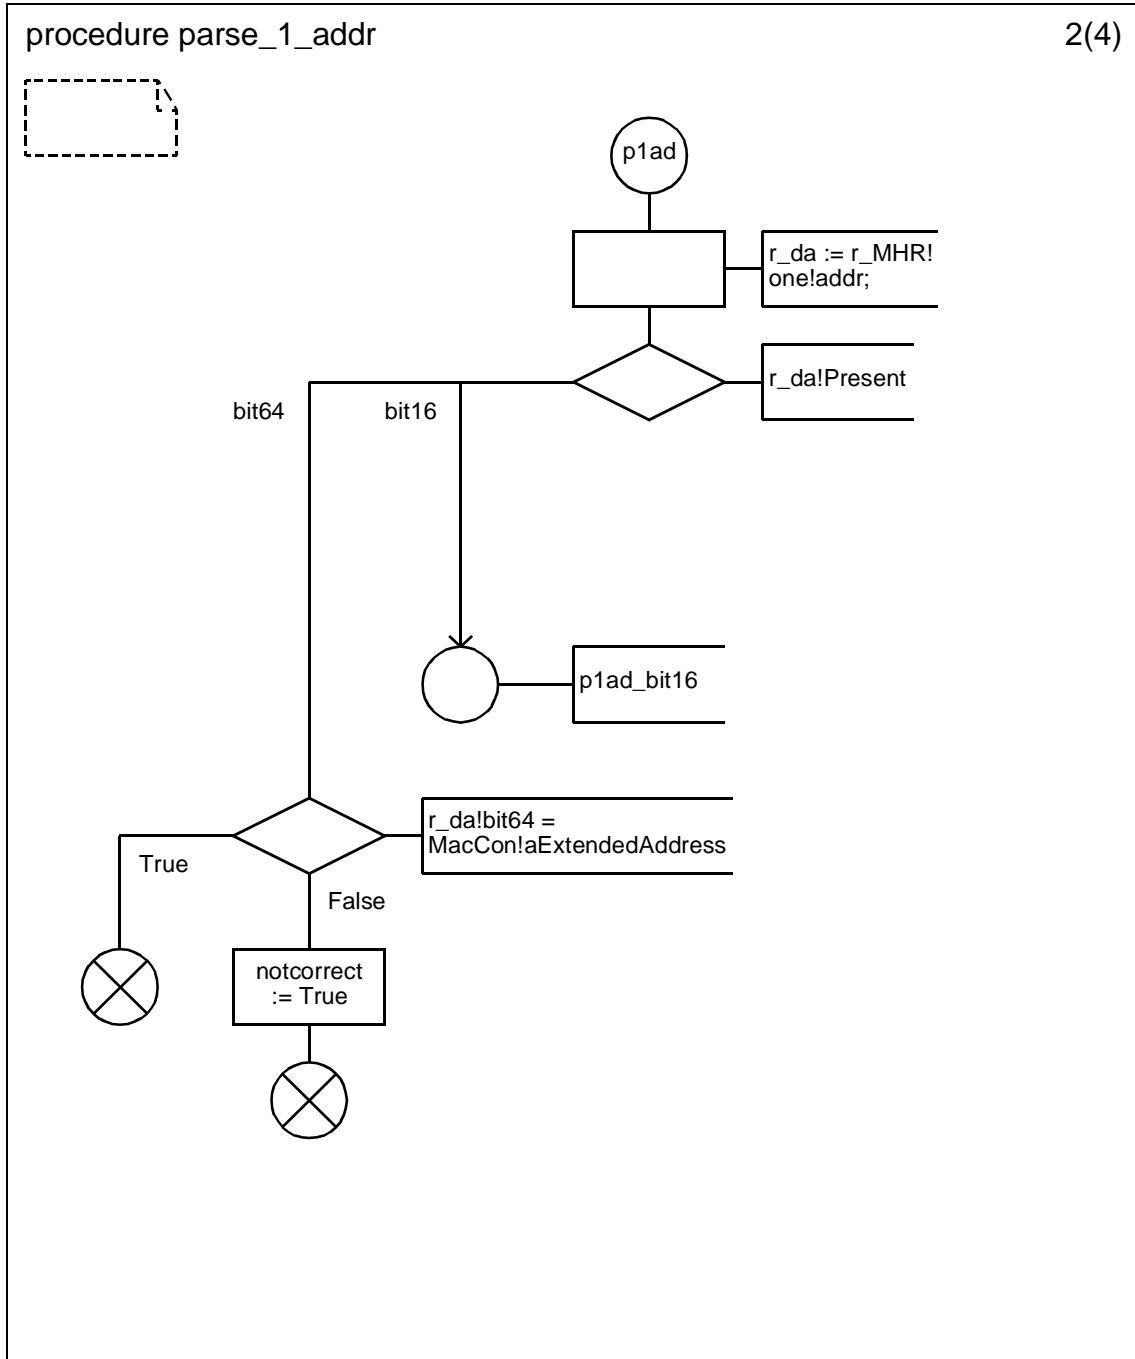 procedure parse_1_addr
2(4)
p1ad
r_da := r_MHR!
one!addr;
r_da!Present
bit64
bit16
p1ad_bit16
r_da!bit64 =
MacCon!aExtendedAddress
True
False
notcorrect
:= True